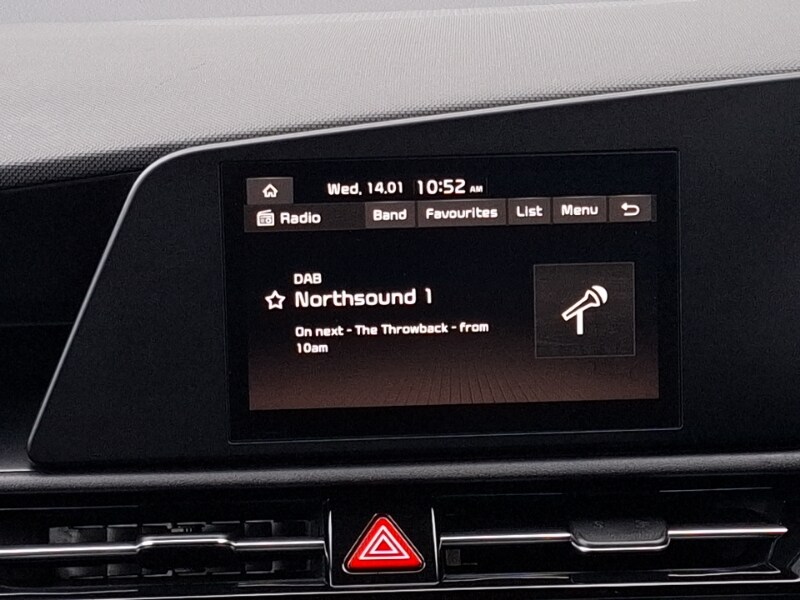 Wed, 14.01 10:52 AM
Radio Band Favourites List Menu
DAB
Northsound 1
On next - The Throwback - from
10am